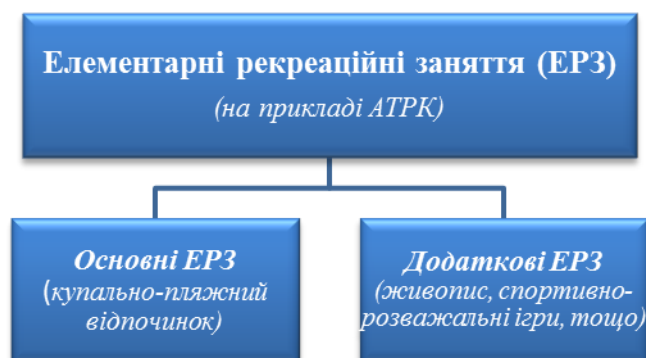 Елементарні рекреаційні заняття (ЕРЗ)
(на прикладі АТРК)
Основні ЕРЗ
(купально-пляжний
відпочинок)
Додаткові ЕРЗ
(живопис, спортивно-
розважальні ігри, тощо)